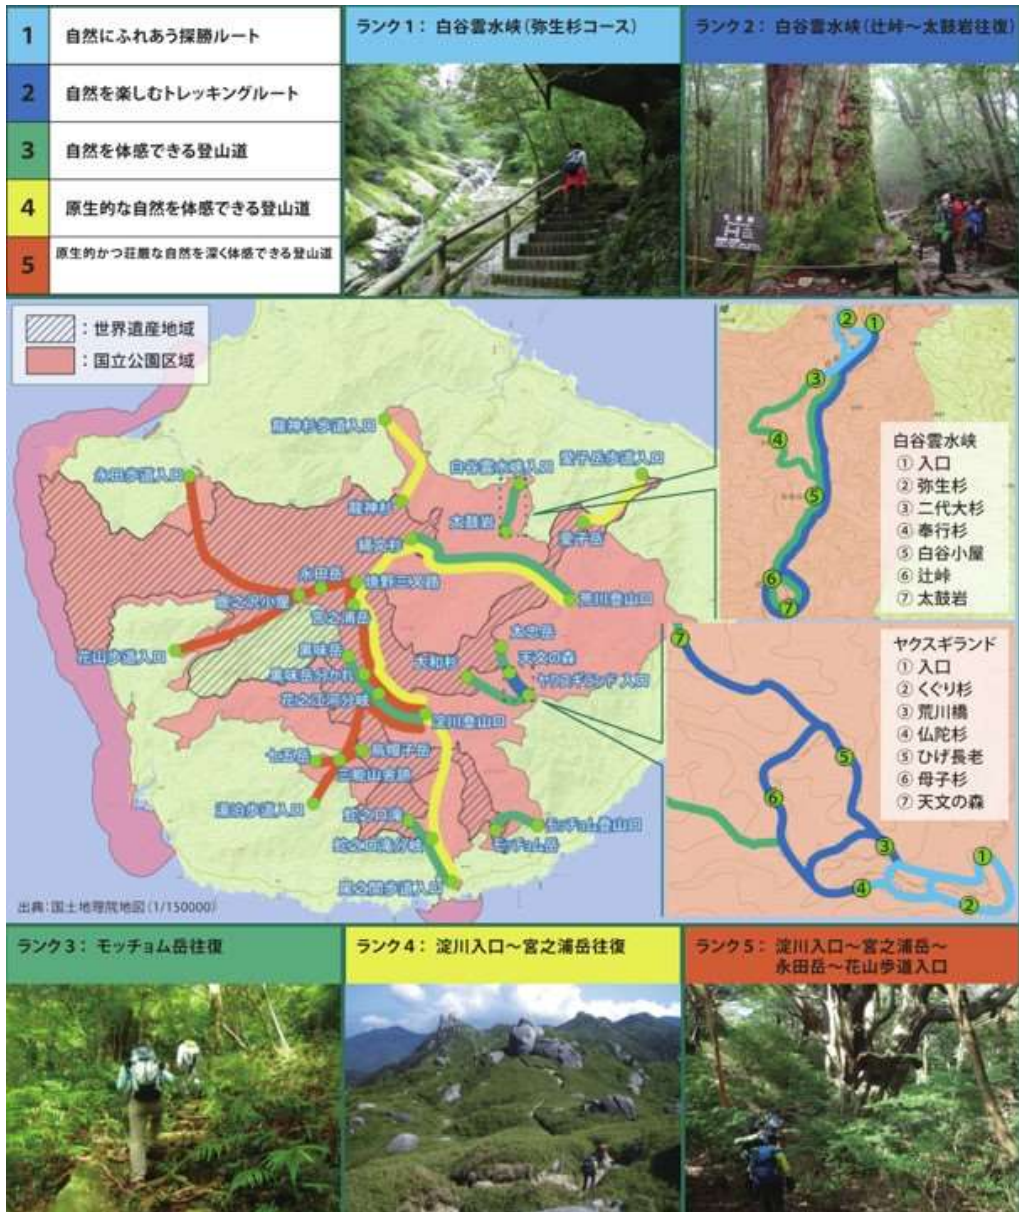 1 自然にふれあう探勝ルート
2 自然を楽しむトレッキングルート
3 自然を体感できる登山道
4 原生的な自然を体感できる登山道
5 原生的かつ荘厳な自然を深く体感できる登山道
ランク1： 白谷雲水峡（弥生杉コース）
ランク2： 白谷雲水峡（辻峠～太鼓岩往復）
：世界遺産地域
：国立公園区域
龍神杉歩道入口
永田歩道入口
白谷雲水峡入口
愛子岳歩道入口
龍神杉
太鼓岩
愛子岳
縄文杉
永田岳
焼野三叉路
鹿之沢小屋
荒川登山口
宮之浦岳
花山歩道入口
黒味岳
大和杉
太忠岳
天文の森
黒味岳分かれ
ヤクスギランド 入口
花之江河分岐
淀川登山口
七五岳
烏帽子岳
三能山舎跡
湯泊歩道入口
蛇之口滝
モッチョム登山口
蛇之口滝分岐
モッチョム岳
尾之間歩道入口
出典：国土地理院地図（1/150000）
②
①
③
④
⑤
⑥
⑦
白谷雲水峡
① 入口
② 弥生杉
③ 二代大杉
④ 奉行杉
⑤ 白谷小屋
⑥ 辻峠
⑦ 太鼓岩
⑦
⑤
⑥
③
①
④
②
ヤクスギランド
① 入口
② くぐり杉
③ 荒川橋
④ 仏陀杉
⑤ ひげ長老
⑥ 母子杉
⑦ 天文の森
ランク3： モッチョム岳往復
ランク4： 淀川入口～宮之浦岳往復
ランク5： 淀川入口～宮之浦岳～
永田岳～花山歩道入口